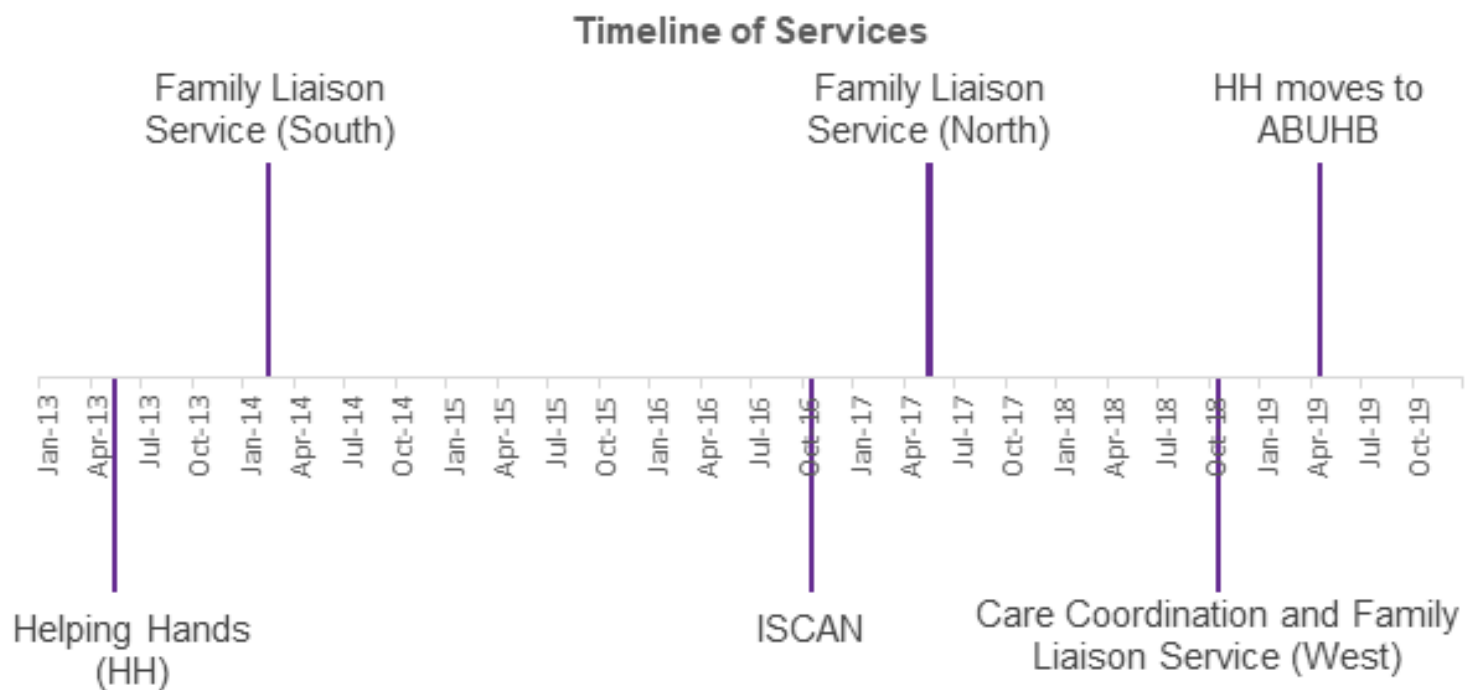 Timeline of Services
Family Liaison
Service (South)
Family Liaison
Service (North)
HH moves to
ABUHB
Jan-13
Apr-13
Jul-13
Oct-13
Jan-14
Apr-14
Jul-14
Oct-14
Jan-15
Apr-15
Jul-15
Oct-15
Jan-16
Apr-16
Jul-16
Oct-16
Jan-17
Apr-17
Jul-17
Oct-17
Jan-18
Apr-18
Jul-18
Oct-18
Jan-19
Apr-19
Jul-19
Oct-19
Helping Hands
(HH)
ISCAN
Care Coordination and Family
Liaison Service (West)